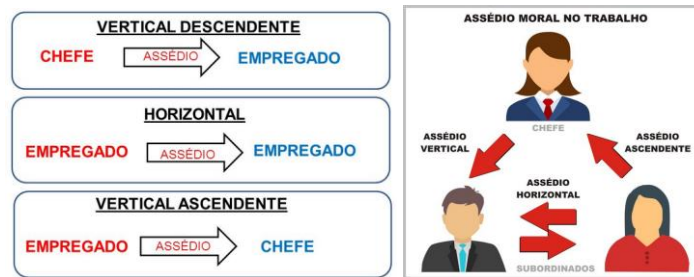 VERTICAL DESCENDENTE
CHEFE ASSÉDIO EMPREGADO
HORIZONTAL
EMPREGADO ASSÉDIO EMPREGADO
VERTICAL ASCENDENTE
EMPREGADO ASSÉDIO CHEFE
ASSÉDIO MORAL NO TRABALHO
CHEFE
ASSÉDIO
VERTICAL
ASSÉDIO
ASCENDENTE
ASSÉDIO
HORIZONTAL
SUBORDINADOS